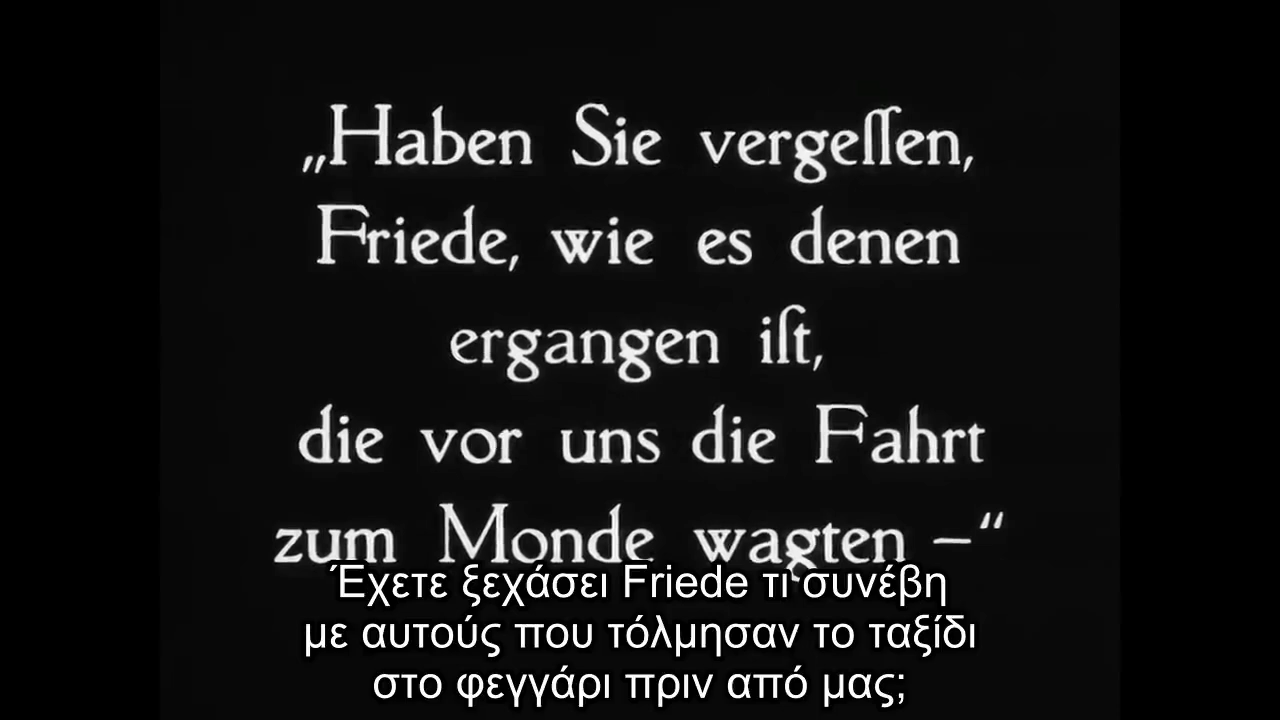 „Haben Sie vergeſſen,
Friede, wie es denen
ergangen iſt,
die vor uns die Fahrt
zum Monde wagten –“
Έχετε ξεχάσει Friede τι συνέβη
με αυτούς που τόλμησαν το ταξίδι
στο φεγγάρι πριν από μας;